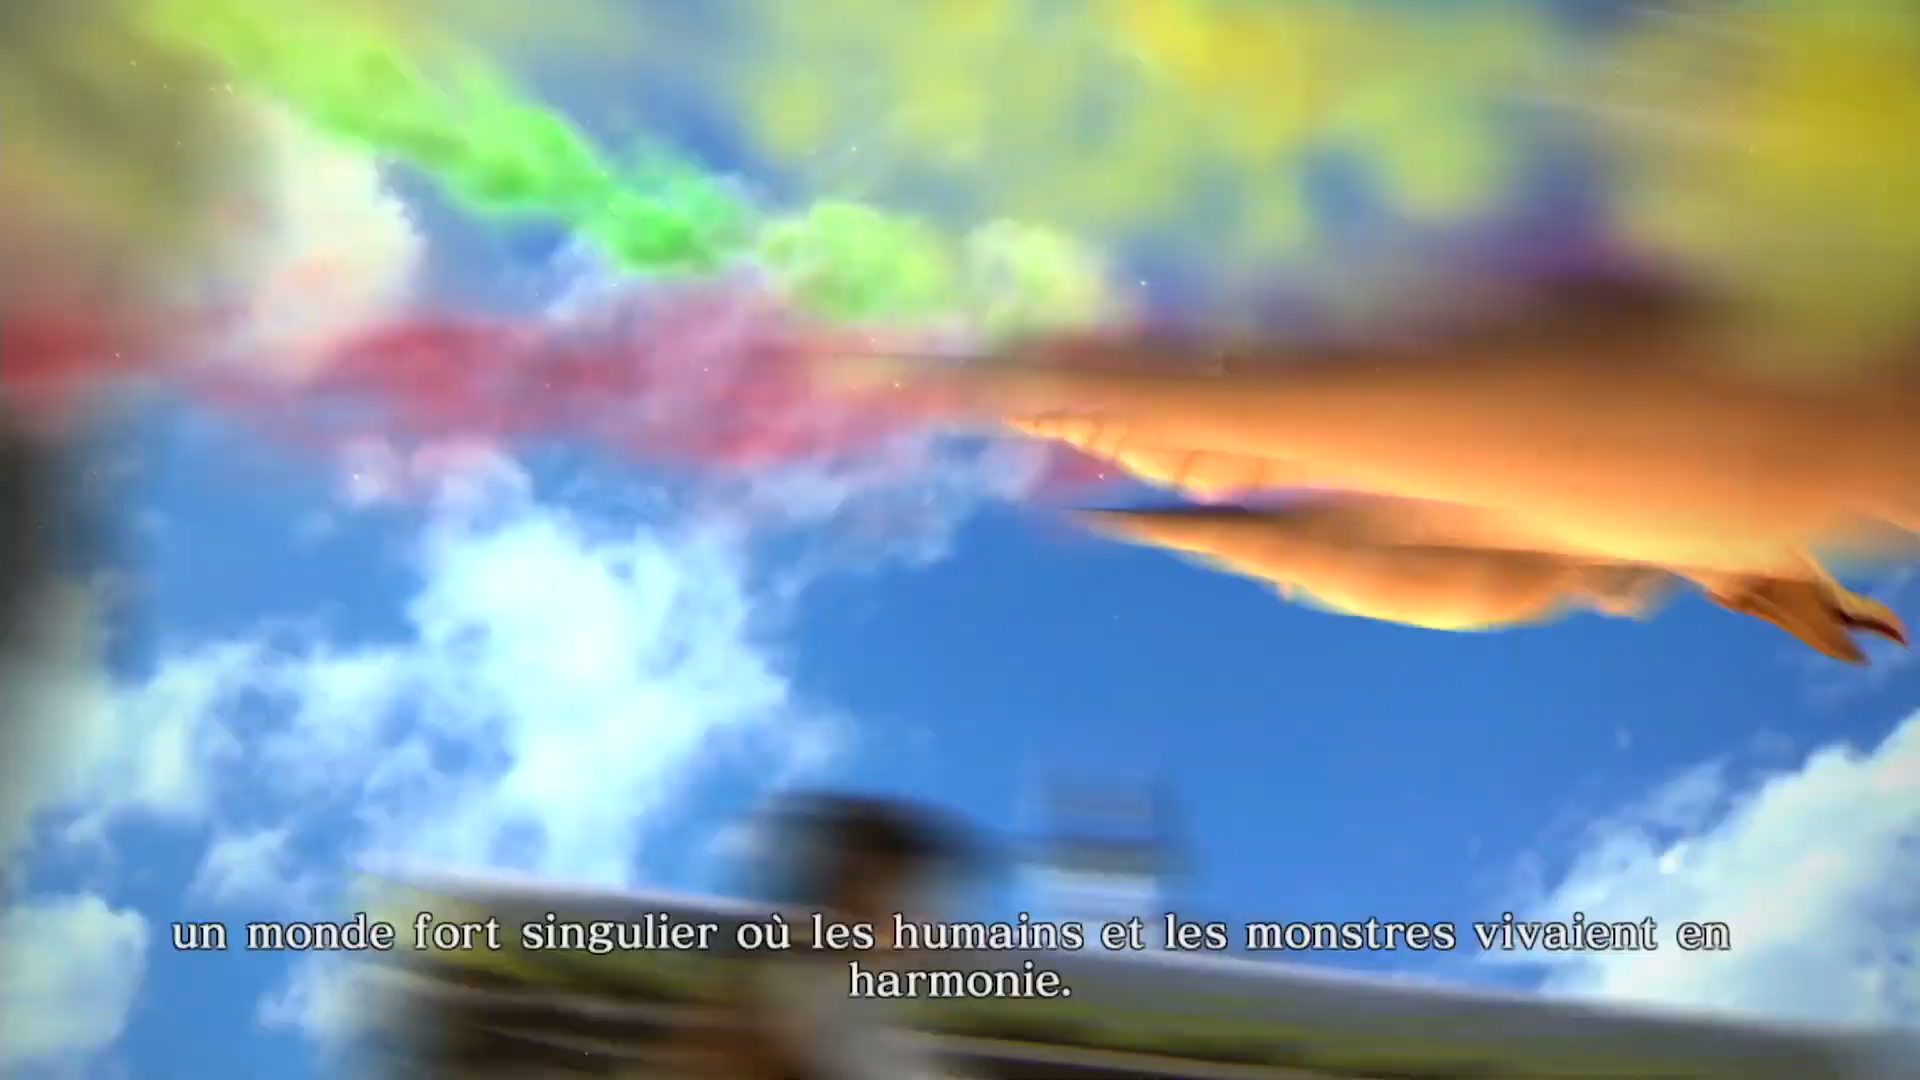 un monde fort singulier où les humains et les monstres vivaient en
harmonie.